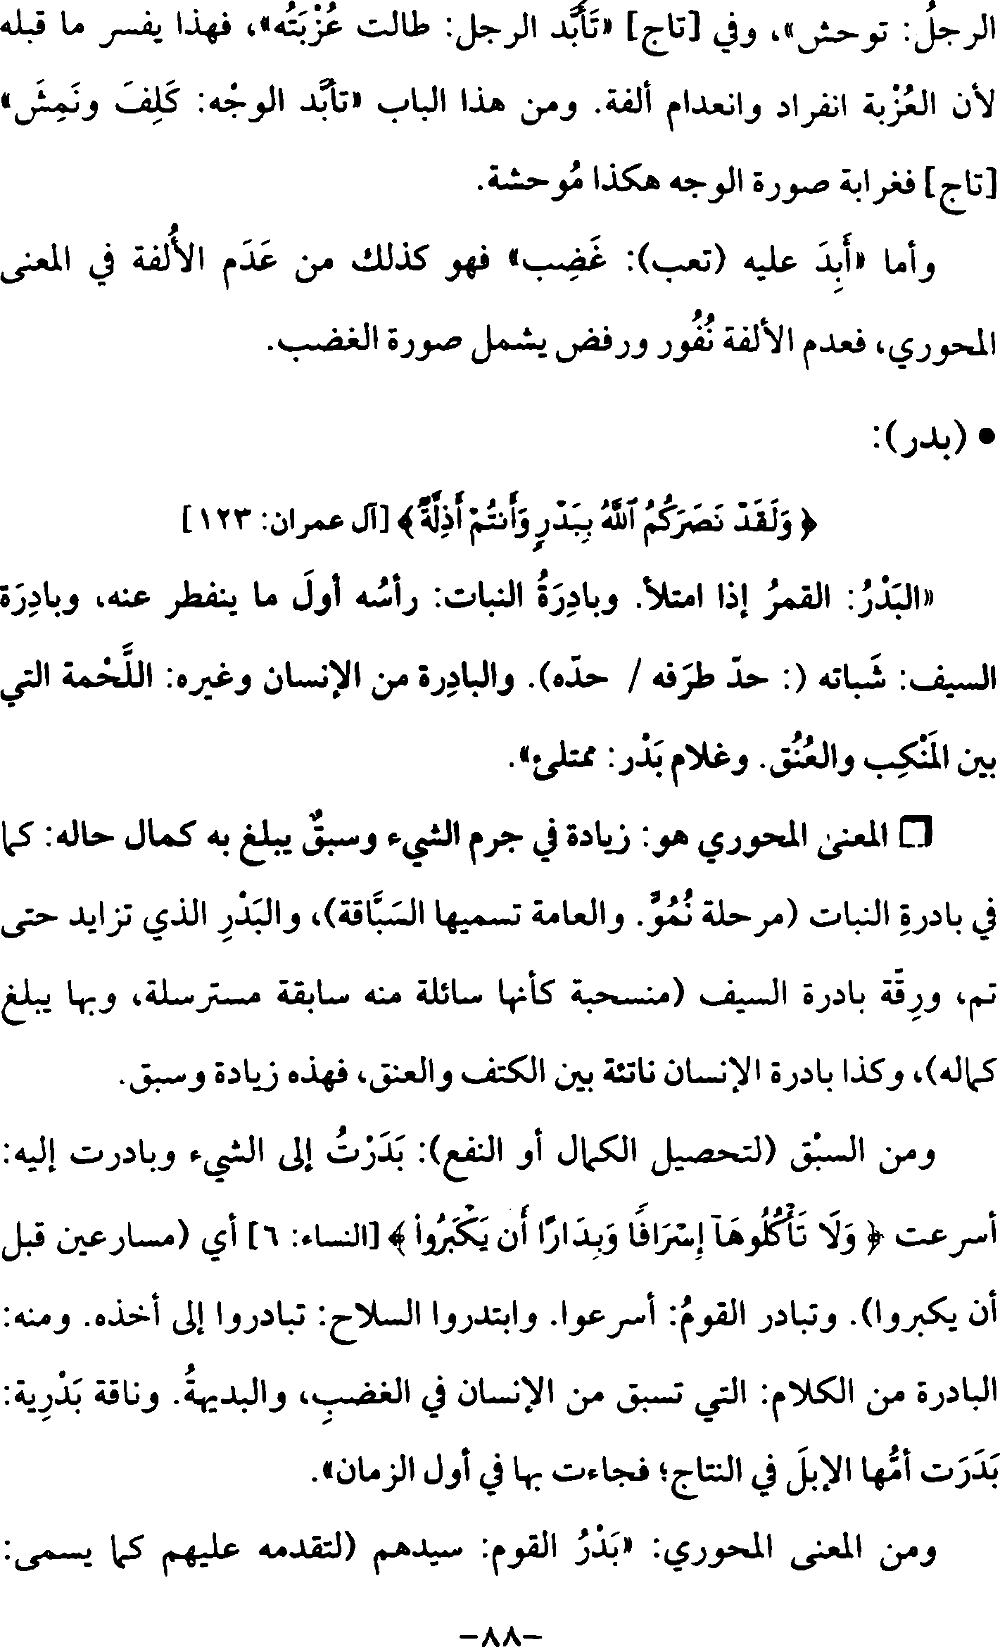 الرجلُ: توحش»، وفي [تاج] «تَأَبَّد الرجل: طالت عُزْبَتُه»، فهذا يفسر ما قبله
لأن العُزْبة انفراد وانعدام ألفة. ومن هذا الباب «تأبَّد الوجْه: كَلِفَ ونَمِشَ»
[تاج] فغرابة صورة الوجه هكذا مُوحشة.
وأما «أَبِدَ عليه (تعب): غَضِب» فهو كذلك من عَدَم الأُلفة في المعنى
المحوري، فعدم الألفة نُفُور ورفض يشمل صورة الغضب.
• (بدر):
﴿ وَلَقَدْ نَصَرَكُمُ ٱللَّهُ بِبَدْرٍ وَأَنتُمْ أَذِلَّةٌ ﴾ [آل عمران: ١٢٣]
«البَدْرُ: القمرُ إذا امتلأ. وبادِرَةُ النبات: رأسُه أولَ ما ينفطر عنه، وبادِرَة
السيف: شَباته (: حدّ طرَفه / حدّه). والبادِرة من الإنسان وغيره: اللَّحْمة التي
بين المَنْكِب والعُنُق. وغلام بَدْر: ممتلئ».
❒ المعنى المحوري هو: زيادة في جرم الشيء وسبقٌ يبلغ به كمال حاله: كما
في بادرةِ النبات (مرحلة نُمُوٍّ. والعامة تسميها السَبَّاقة)، والبَدْرِ الذي تزايد حتى
تم، ورِقَّة بادرة السيف (منسحبة كأنها سائلة منه سابقة مسترسلة، وبها يبلغ
كماله)، وكذا بادرة الإنسان ناتئة بين الكتف والعنق، فهذه زيادة وسبق.
ومن السبْق (لتحصيل الكمال أو النفع): بَدَرْتُ إلى الشيء وبادرت إليه:
أسرعت ﴿ وَلَا تَأْكُلُوهَآ إِسْرَافًا وَبِدَارًا أَن يَكْبَرُوا۟ ﴾ [النساء: ٦] أي (مسارعين قبل
أن يكبروا). وتبادر القومُ: أسرعوا. وابتدروا السلاح: تبادروا إلى أخذه. ومنه:
البادرة من الكلام: التي تسبق من الإنسان في الغضبِ، والبديهةُ. وناقة بَدْرِية:
بَدَرَت أمُّها الإبلَ في النتاج؛ فجاءت بها في أول الزمان».
ومن المعنى المحوري: «بَدْرُ القوم: سيدهم (لتقدمه عليهم كما يسمى:
-٨٨-